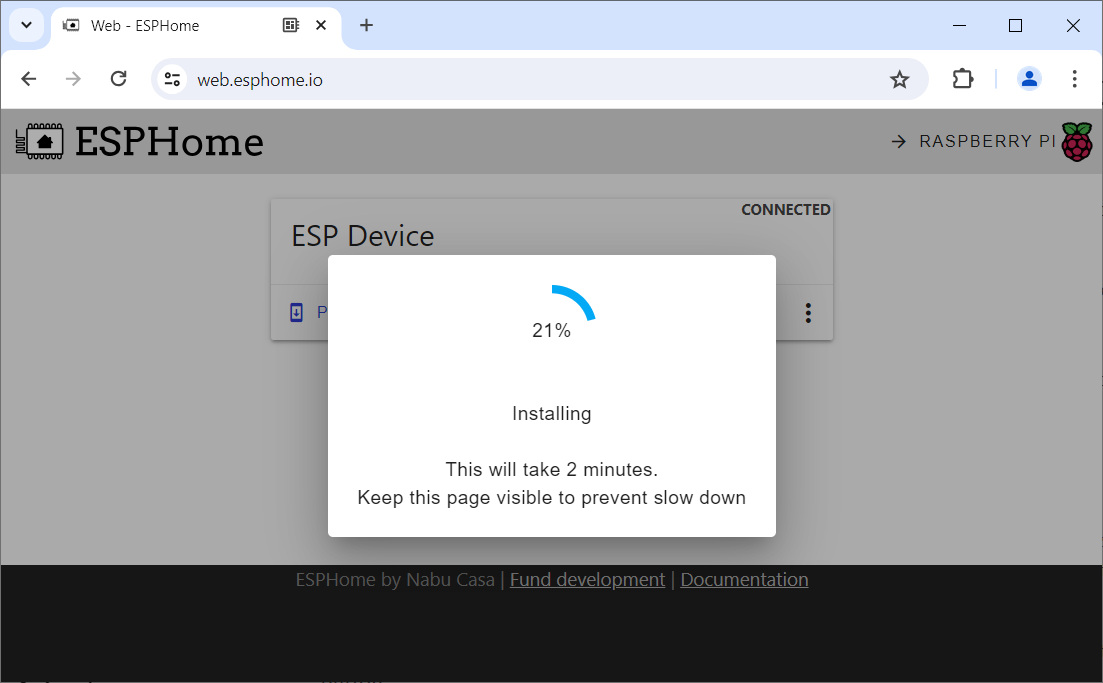 Web - ESPHome
web.esphome.io
ESPHome
RASPBERRY PI
CONNECTED
ESP Device
P
21%
Installing
This will take 2 minutes.
Keep this page visible to prevent slow down
ESPHome by Nabu Casa | Fund development | Documentation